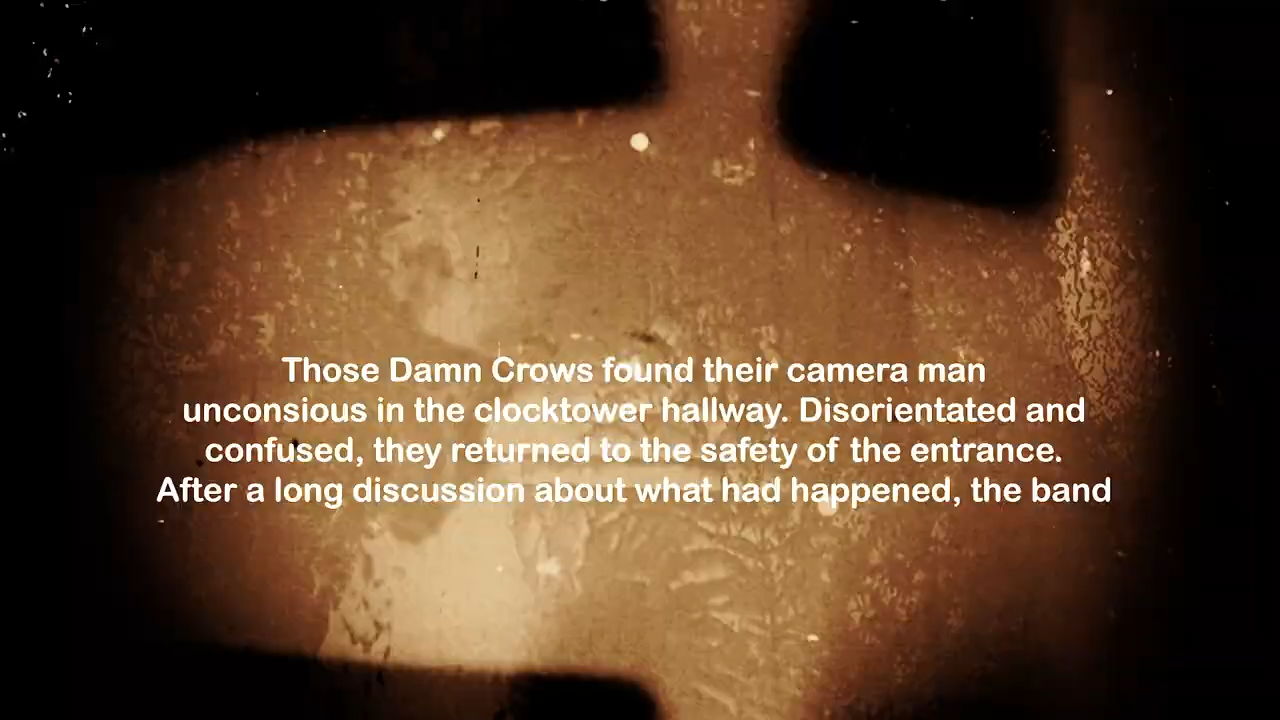 Those Damn Crows found their camera man
unconsious in the clocktower hallway. Disorientated and
confused, they returned to the safety of the entrance.
After a long discussion about what had happened, the band